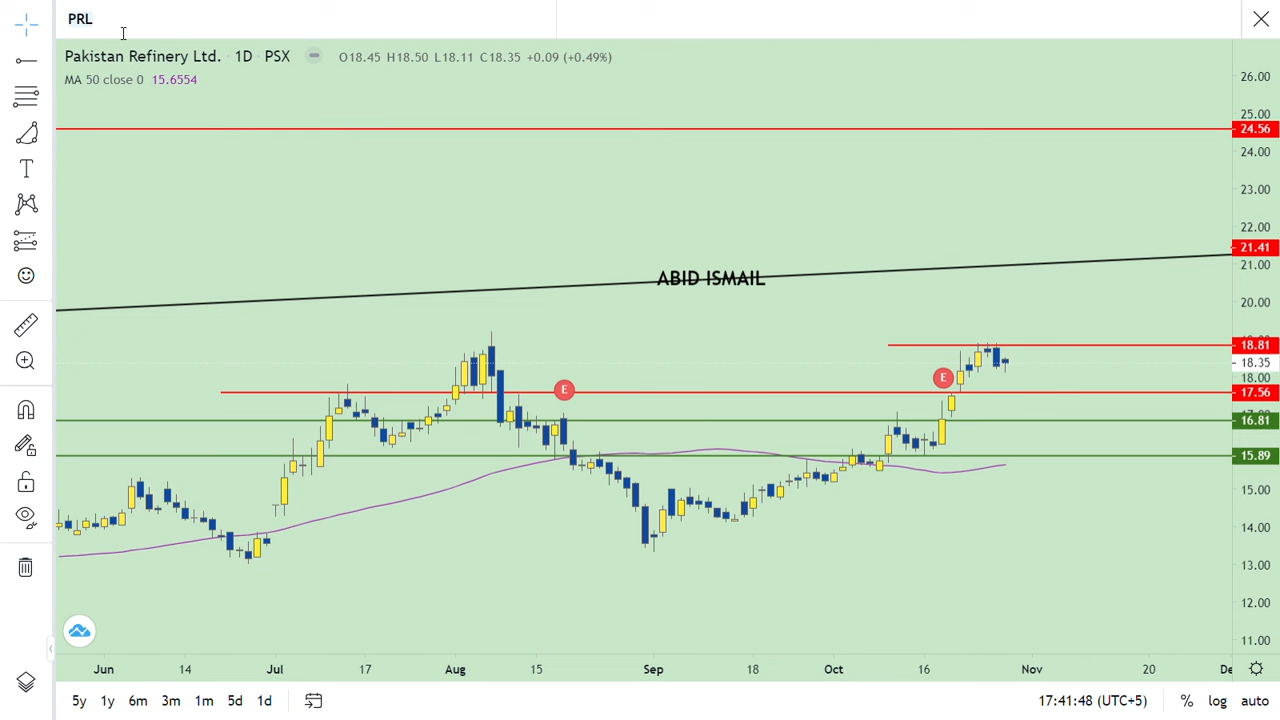 PRL
Pakistan Refinery Ltd. · 1D · PSX O18.45 H18.50 L18.11 C18.35 +0.09 (+0.49%)
MA 50 close 0 15.6554
26.00
25.00
24.56
24.00
23.00
22.00
21.41
21.00
ABID ISMAIL
20.00
18.81
18.35
E
E
18.00
17.56
16.81
15.89
15.00
14.00
13.00
12.00
11.00
Jun 14 Jul 17 Aug 15 Sep 18 Oct 16 Nov 20 De
5y 1y 6m 3m 1m 5d 1d 17:41:48 (UTC+5) % log auto